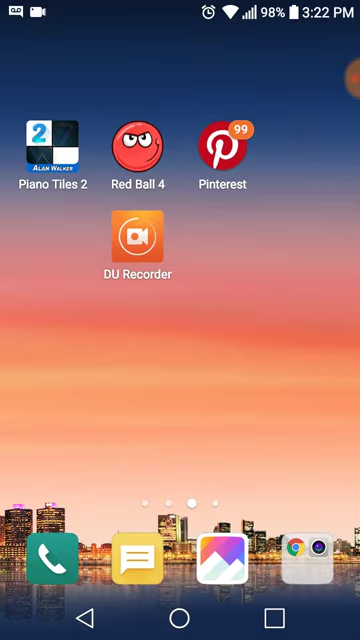 98% 3:22 PM
2
ALAN WALKER
99
Piano Tiles 2 Red Ball 4 Pinterest
DU Recorder